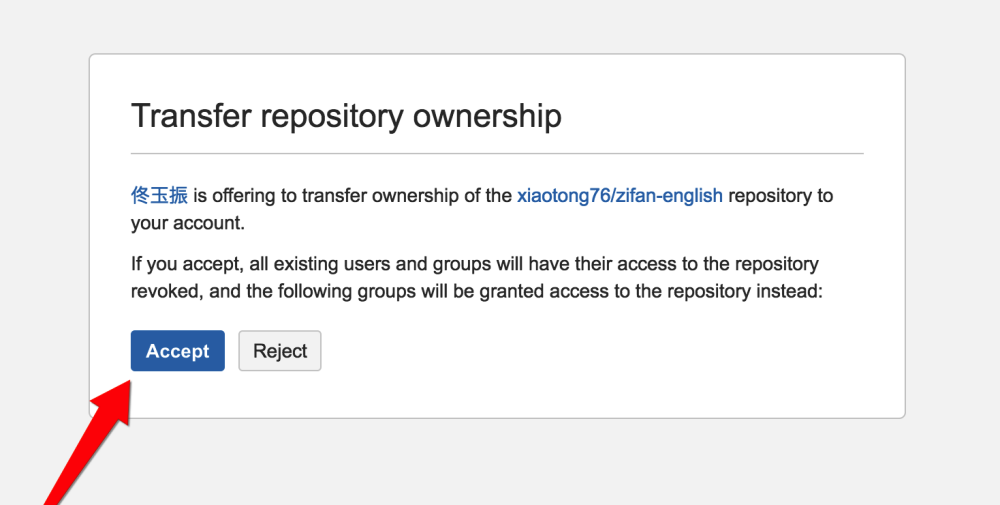 Transfer repository ownership
佟玉振 is offering to transfer ownership of the xiaotong76/zifan-english repository to
your account.
If you accept, all existing users and groups will have their access to the repository
revoked, and the following groups will be granted access to the repository instead:
Accept Reject